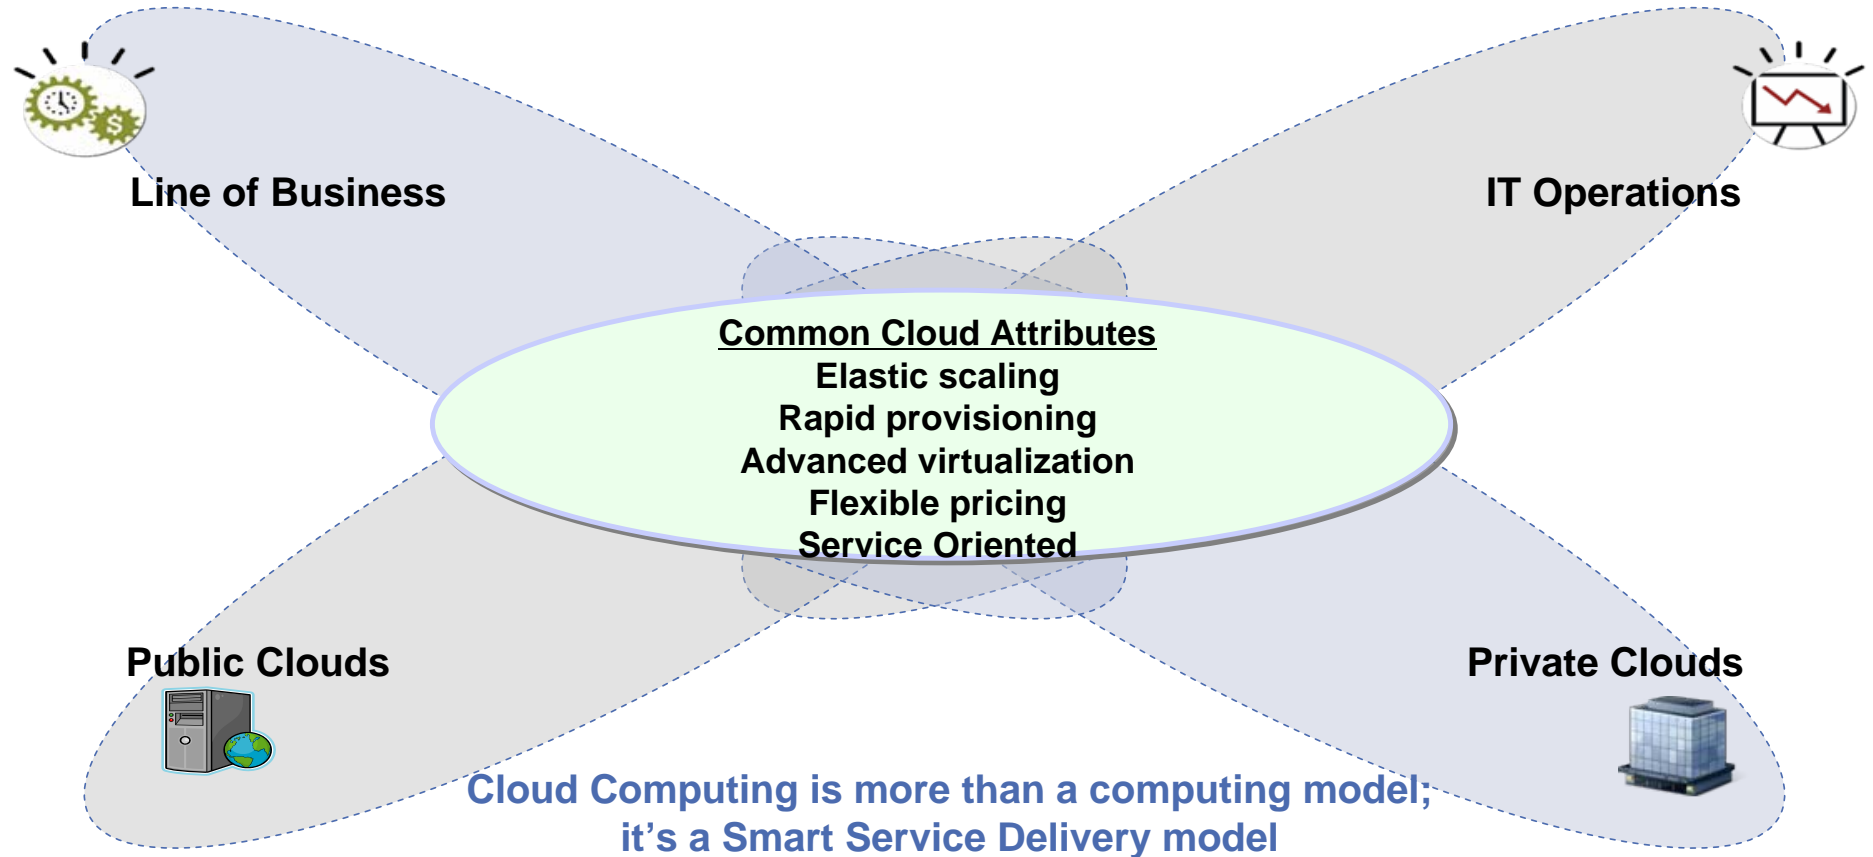 Line of Business
IT Operations
Common Cloud Attributes
Elastic scaling
Rapid provisioning
Advanced virtualization
Flexible pricing
Service Oriented
Public Clouds
Private Clouds
Cloud Computing is more than a computing model;
it’s a Smart Service Delivery model
$